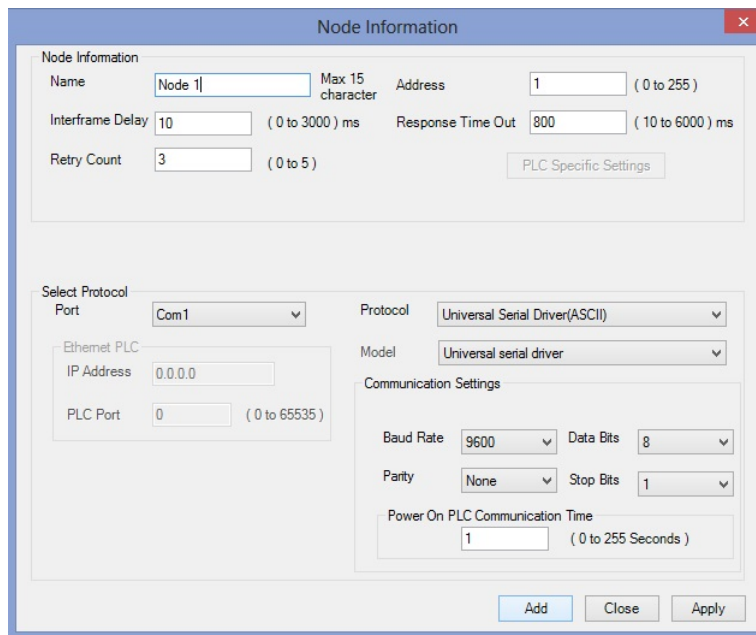 Node Information
Node Information
Name Node 1 Max 15 character Address 1 ( 0 to 255 )
Interframe Delay 10 ( 0 to 3000 ) ms Response Time Out 800 ( 10 to 6000 ) ms
Retry Count 3 ( 0 to 5 ) PLC Specific Settings
Select Protocol
Port Com1 Protocol Universal Serial Driver(ASCII)
Ethernet PLC Model Universal serial driver
IP Address 0.0.0.0 Communication Settings
PLC Port 0 ( 0 to 65535 )
Baud Rate 9600 Data Bits 8
Parity None Stop Bits 1
Power On PLC Communication Time
1 ( 0 to 255 Seconds )
Add Close Apply